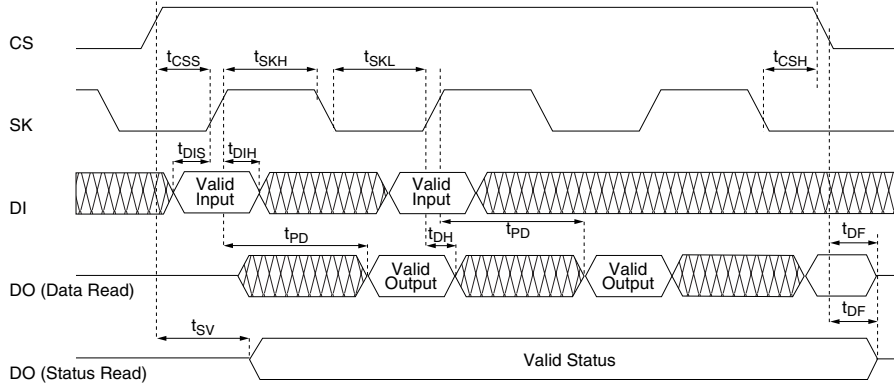 CS
tCSS
tSKH
tSKL
tCSH
SK
tDIS
tDIH
Valid Input
Valid Input
DI
tPD
tDH
tPD
tDF
Valid Output
Valid Output
DO (Data Read)
tDF
tSV
Valid Status
DO (Status Read)